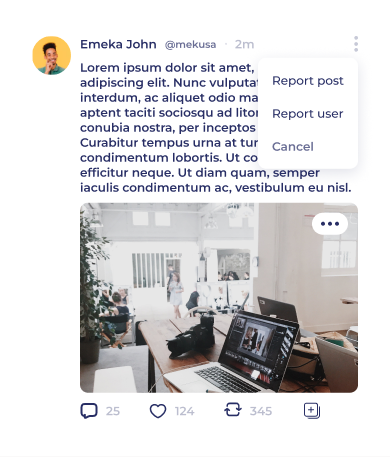 Emeka John @mekusa · 2m
Lorem ipsum dolor sit amet,
adipiscing elit. Nunc vulputat
interdum, ac aliquet odio ma
aptent taciti sociosqu ad litor
conubia nostra, per inceptos
Curabitur tempus urna at tur
condimentum lobortis. Ut co
efficitur neque. Ut diam quam, semper
iaculis condimentum ac, vestibulum eu nisl.
Report post
Report user
Cancel
25 124 345